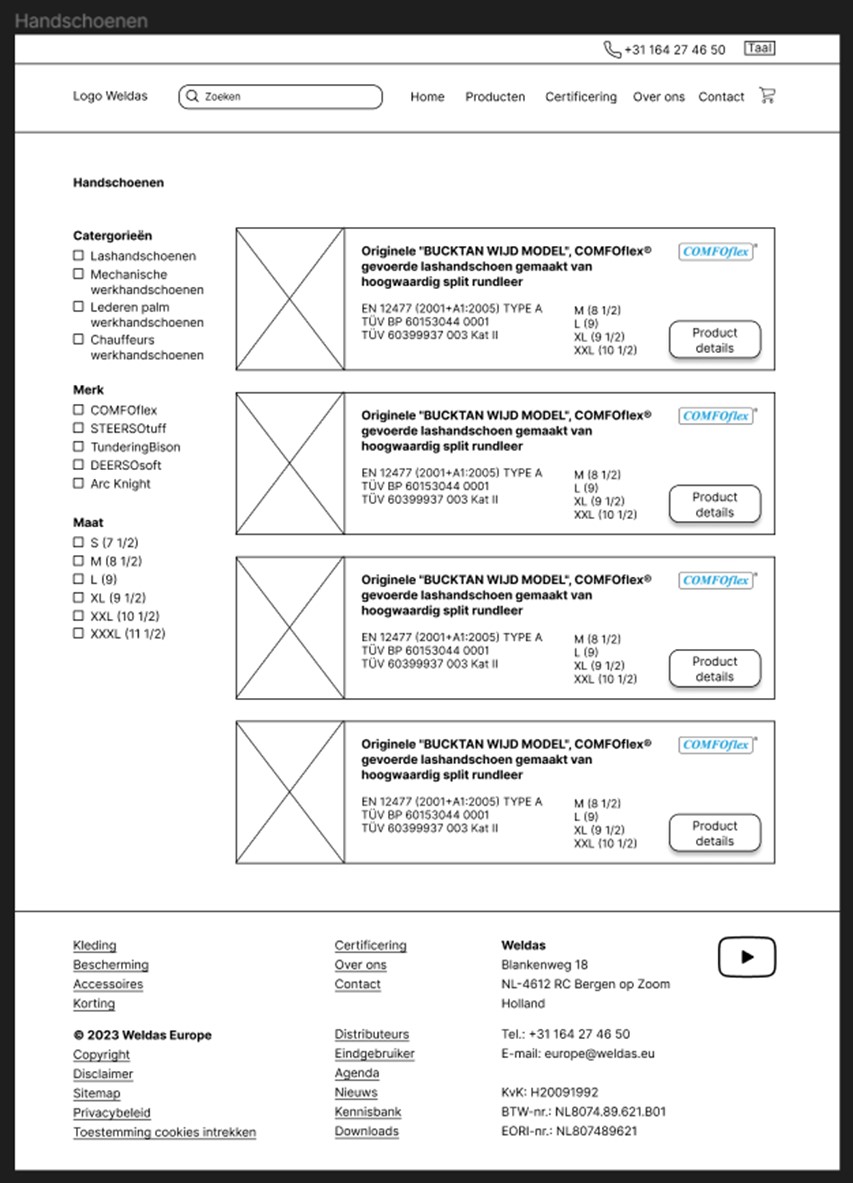 Handschoenen
+31 164 27 46 50
Taal
Logo Weldas
Zoeken
Home
Producten
Certificering
Over ons
Contact
Handschoenen
Catergorieën
Lashandschoenen
Mechanische
werkhandschoenen
Lederen palm
werkhandschoenen
Chauffeurs
werkhandschoenen
Merk
COMFOflex
STEERSOtuff
TunderingBison
DEERSOsoft
Arc Knight
Maat
S (7 1/2)
M (8 1/2)
L (9)
XL (9 1/2)
XXL (10 1/2)
XXXL (11 1/2)
Originele "BUCKTAN WIJD MODEL", COMFOflex®
gevoerde lashandschoen gemaakt van
hoogwaardig split rundleer
EN 12477 (2001+A1:2005) TYPE A
TÜV BP 60153044 0001
TÜV 60399937 003 Kat II
M (8 1/2)
L (9)
XL (9 1/2)
XXL (10 1/2)
COMFOflex®
Product
details
Originele "BUCKTAN WIJD MODEL", COMFOflex®
gevoerde lashandschoen gemaakt van
hoogwaardig split rundleer
EN 12477 (2001+A1:2005) TYPE A
TÜV BP 60153044 0001
TÜV 60399937 003 Kat II
M (8 1/2)
L (9)
XL (9 1/2)
XXL (10 1/2)
COMFOflex®
Product
details
Originele "BUCKTAN WIJD MODEL", COMFOflex®
gevoerde lashandschoen gemaakt van
hoogwaardig split rundleer
EN 12477 (2001+A1:2005) TYPE A
TÜV BP 60153044 0001
TÜV 60399937 003 Kat II
M (8 1/2)
L (9)
XL (9 1/2)
XXL (10 1/2)
COMFOflex®
Product
details
Originele "BUCKTAN WIJD MODEL", COMFOflex®
gevoerde lashandschoen gemaakt van
hoogwaardig split rundleer
EN 12477 (2001+A1:2005) TYPE A
TÜV BP 60153044 0001
TÜV 60399937 003 Kat II
M (8 1/2)
L (9)
XL (9 1/2)
XXL (10 1/2)
COMFOflex®
Product
details
Kleding
Bescherming
Accessoires
Korting
© 2023 Weldas Europe
Copyright
Disclaimer
Sitemap
Privacybeleid
Toestemming cookies intrekken
Certificering
Over ons
Contact
Distributeurs
Eindgebruiker
Agenda
Nieuws
Kennisbank
Downloads
Weldas
Blankenweg 18
NL-4612 RC Bergen op Zoom
Holland
Tel.: +31 164 27 46 50
E-mail: europe@weldas.eu
KvK: H20091992
BTW-nr.: NL8074.89.621.B01
EORI-nr.: NL807489621